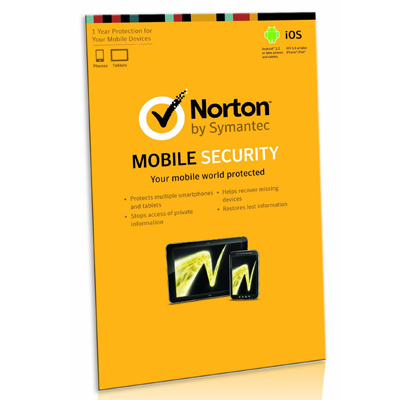 1 Year Protection for
Your Mobile Devices
Phones Tablets
iOS
Norton
by Symantec
MOBILE SECURITY
Your mobile world protected
• Protects multiple smartphones
and tablets
• Stops access of private
information
• Helps recover missing
devices
• Restores lost information